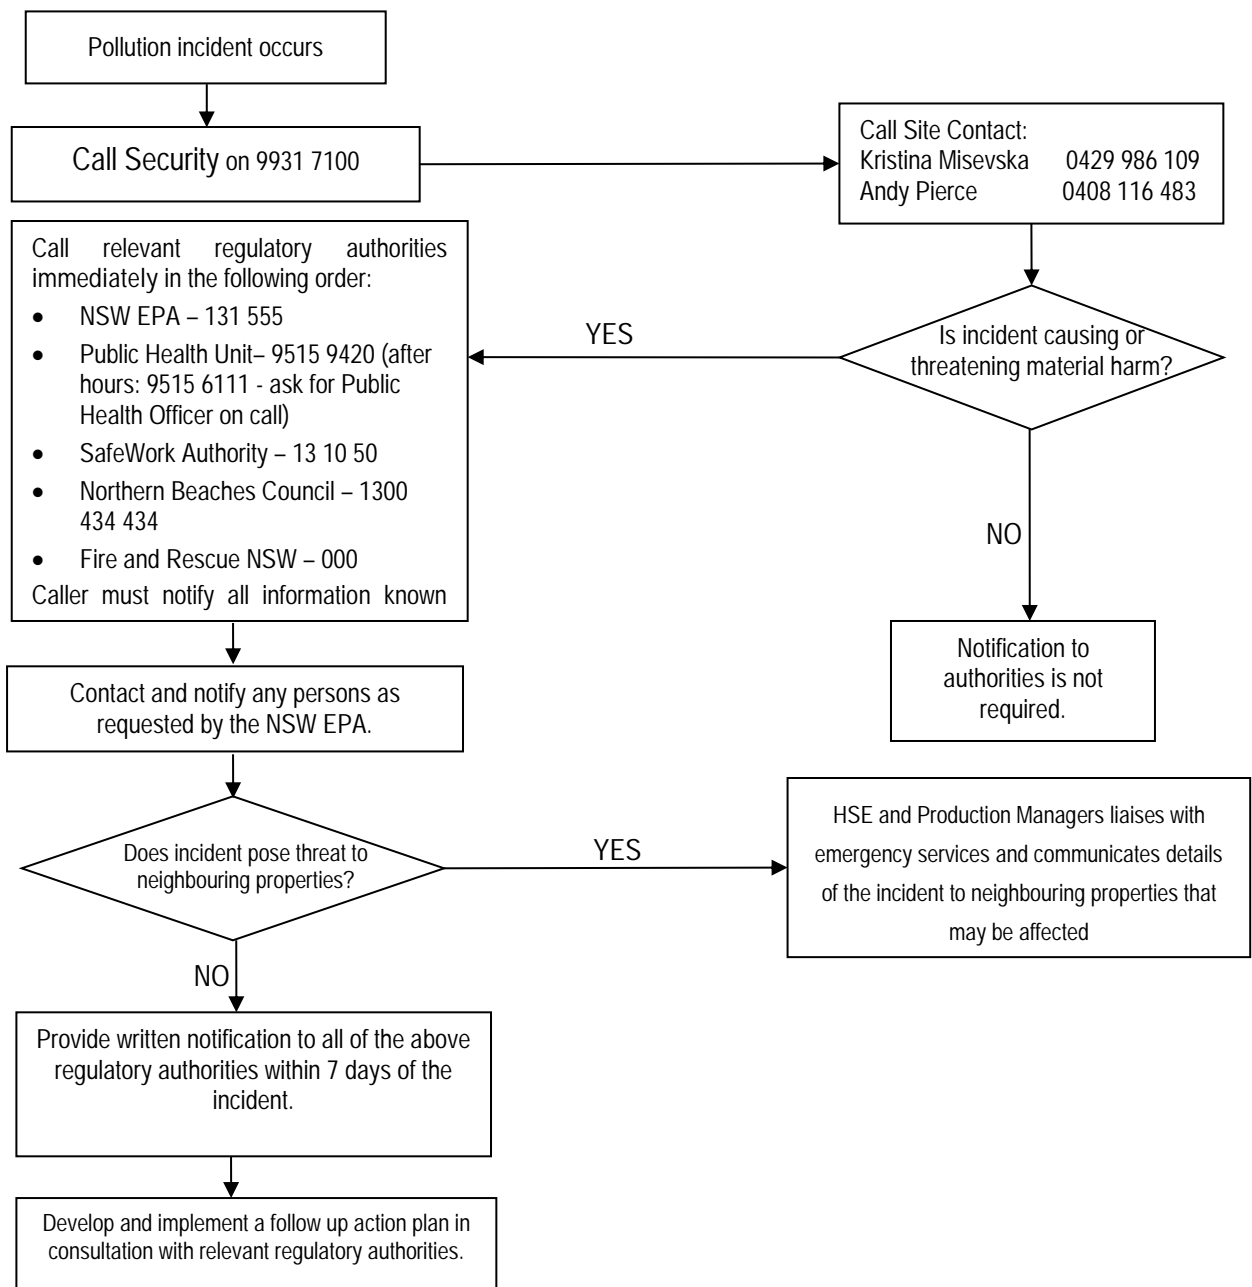 Pollution incident occurs
Call Security on 9931 7100
Call Site Contact:
Kristina Misevska 0429 986 109
Andy Pierce 0408 116 483
Is incident causing or
threatening material harm?
YES
Call relevant regulatory authorities
immediately in the following order:
• NSW EPA – 131 555
• Public Health Unit– 9515 9420 (after
hours: 9515 6111 - ask for Public
Health Officer on call)
• SafeWork Authority – 13 10 50
• Northern Beaches Council – 1300
434 434
• Fire and Rescue NSW – 000
Caller must notify all information known
NO
Notification to
authorities is not
required.
Contact and notify any persons as
requested by the NSW EPA.
Does incident pose threat to
neighbouring properties?
YES
HSE and Production Managers liaises with
emergency services and communicates details
of the incident to neighbouring properties that
may be affected
NO
Provide written notification to all of the above
regulatory authorities within 7 days of the
incident.
Develop and implement a follow up action plan in
consultation with relevant regulatory authorities.